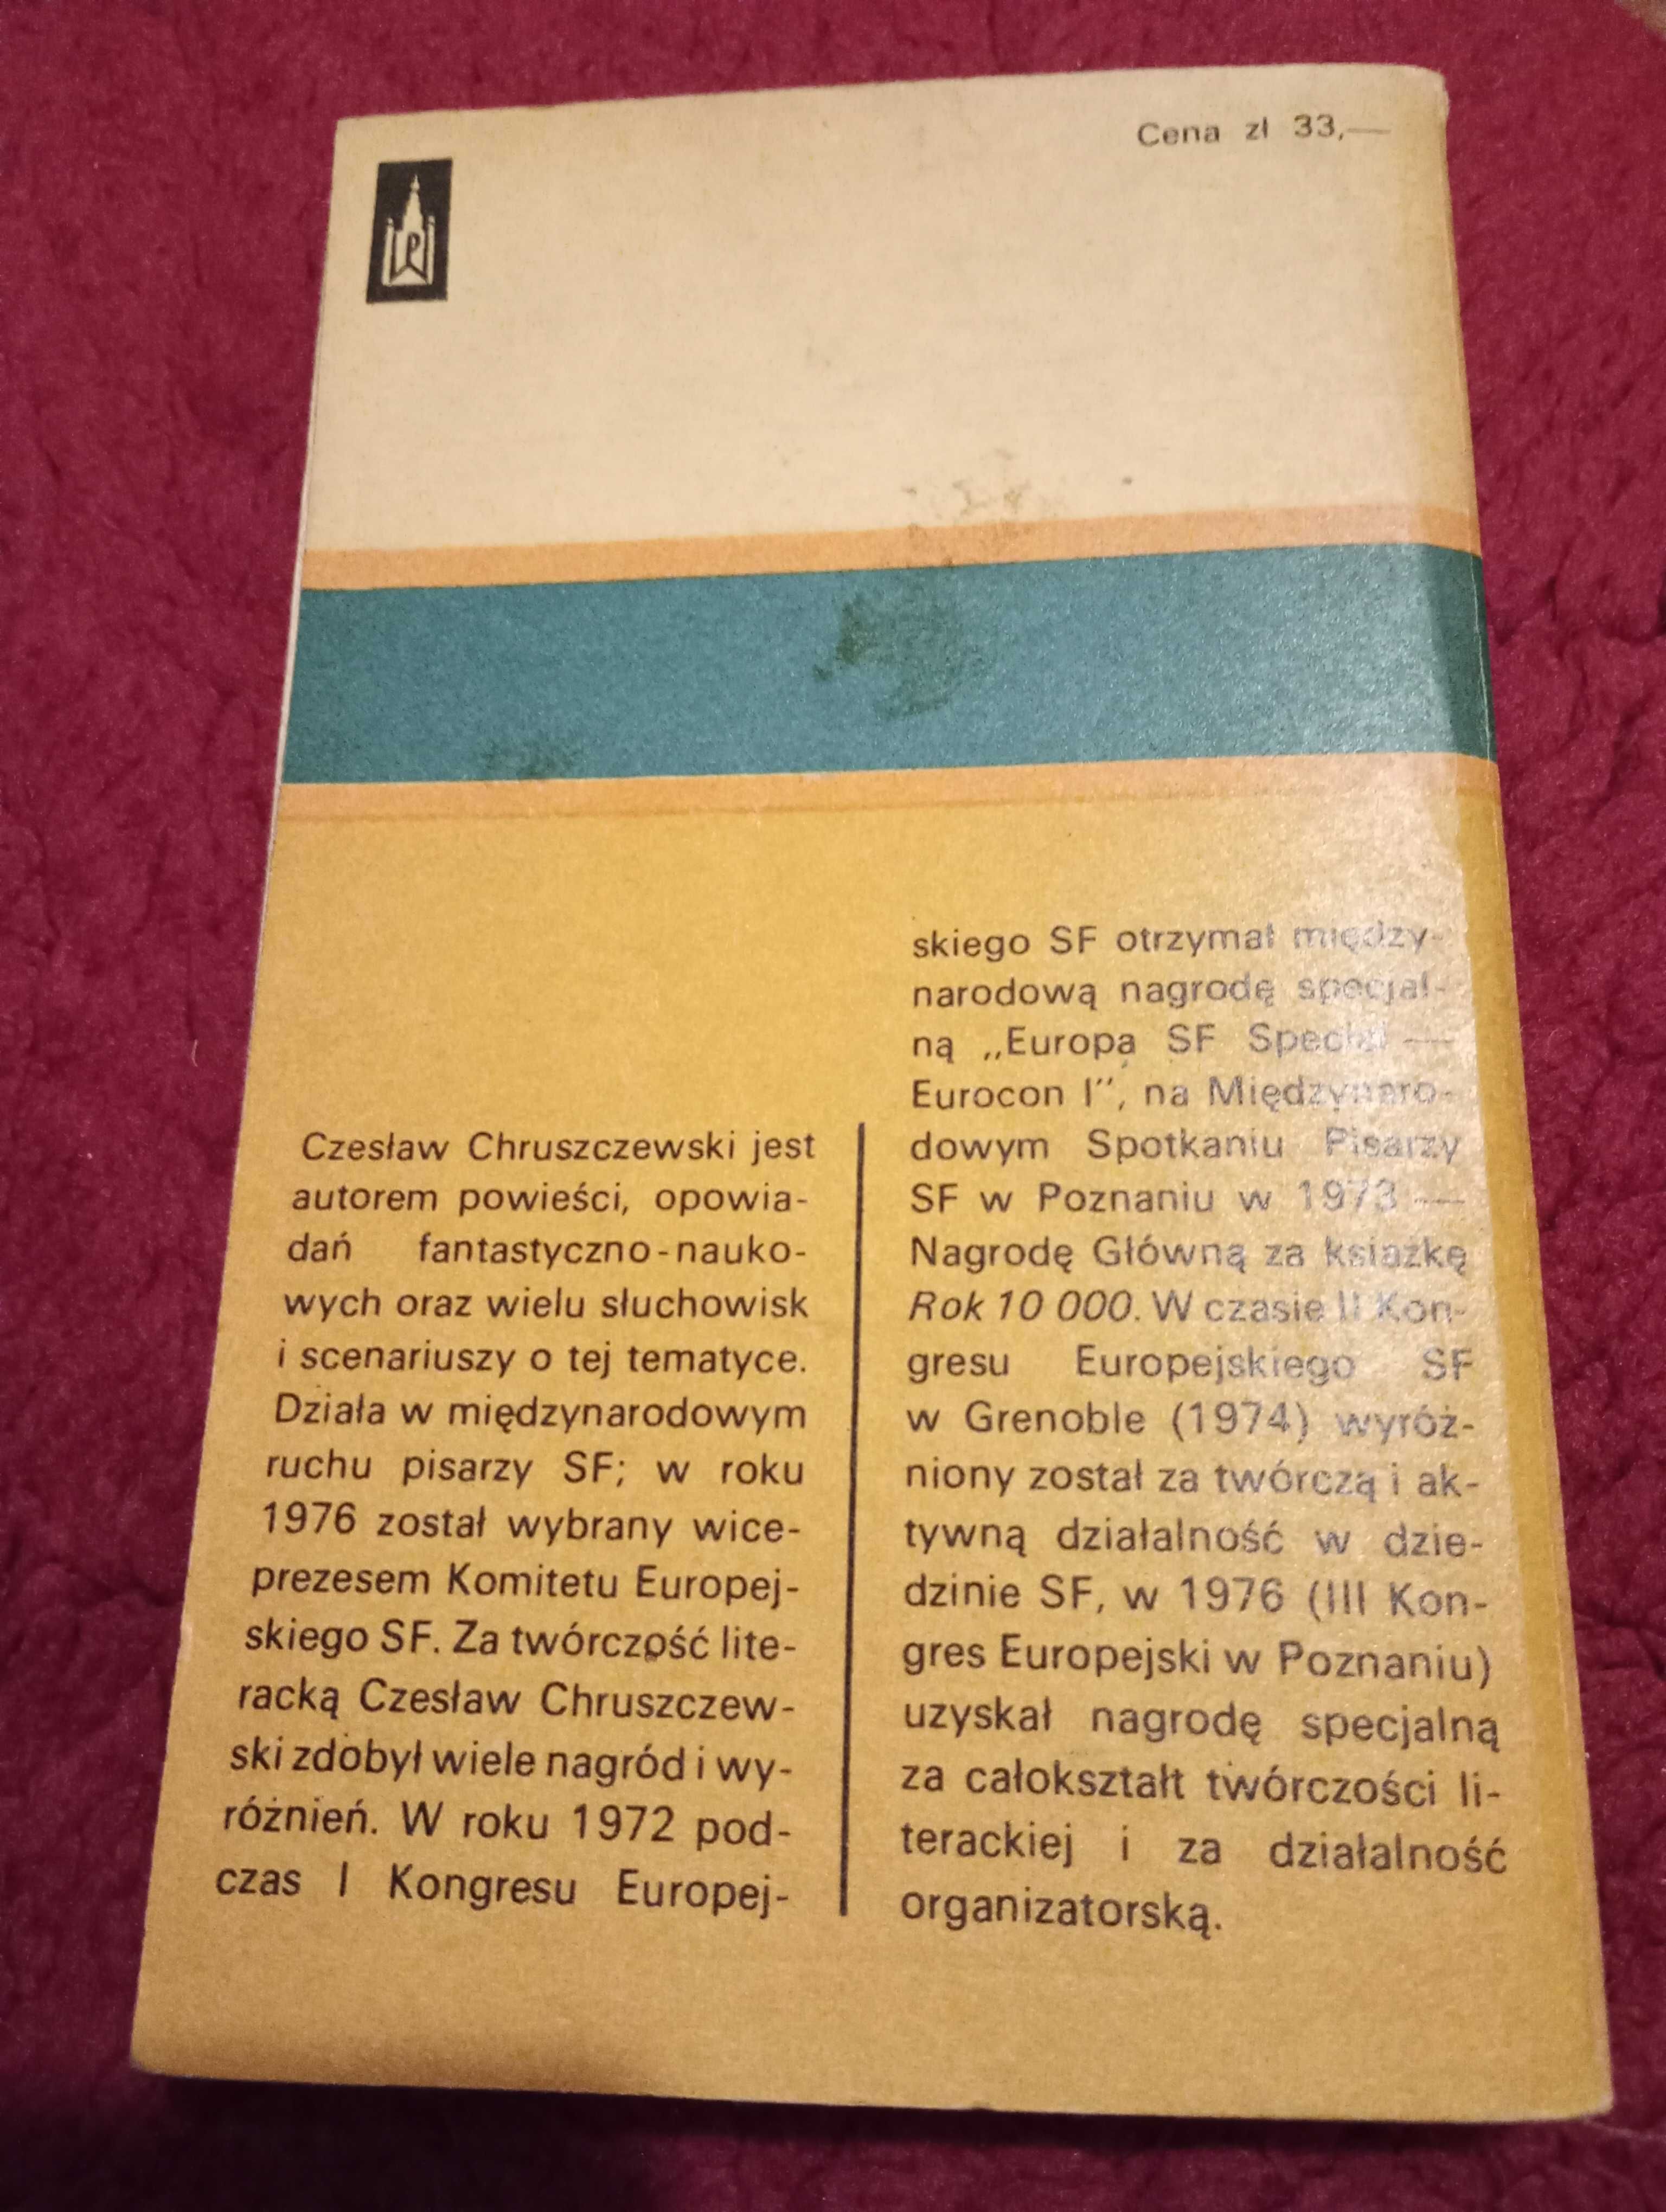 Cena zł 33,—
Czesław Chruszczewski jest
autorem powieści, opowia-
dań fantastyczno-nauko-
wych oraz wielu słuchowisk
i scenariuszy o tej tematyce.
Działa w międzynarodowym
ruchu pisarzy SF; w roku
1976 został wybrany wice-
prezesem Komitetu Europej-
skiego SF. Za twórczość lite-
racką Czesław Chruszczew-
ski zdobył wiele nagród i wy-
różnień. W roku 1972 pod-
czas I Kongresu Europej-
skiego SF otrzymał między-
narodową nagrodę specjal-
ną „Europa SF Special —
Eurocon I”, na Międzynaro-
dowym Spotkaniu Pisarzy
SF w Poznaniu w 1973 —
Nagrodę Główną za książkę
Rok 10 000. W czasie II Kon-
gresu Europejskiego SF
w Grenoble (1974) wyróż-
niony został za twórczą i ak-
tywną działalność w dzie-
dzinie SF, w 1976 (III Kon-
gres Europejski w Poznaniu)
uzyskał nagrodę specjalną
za całokształt twórczości li-
terackiej i za działalność
organizatorską.